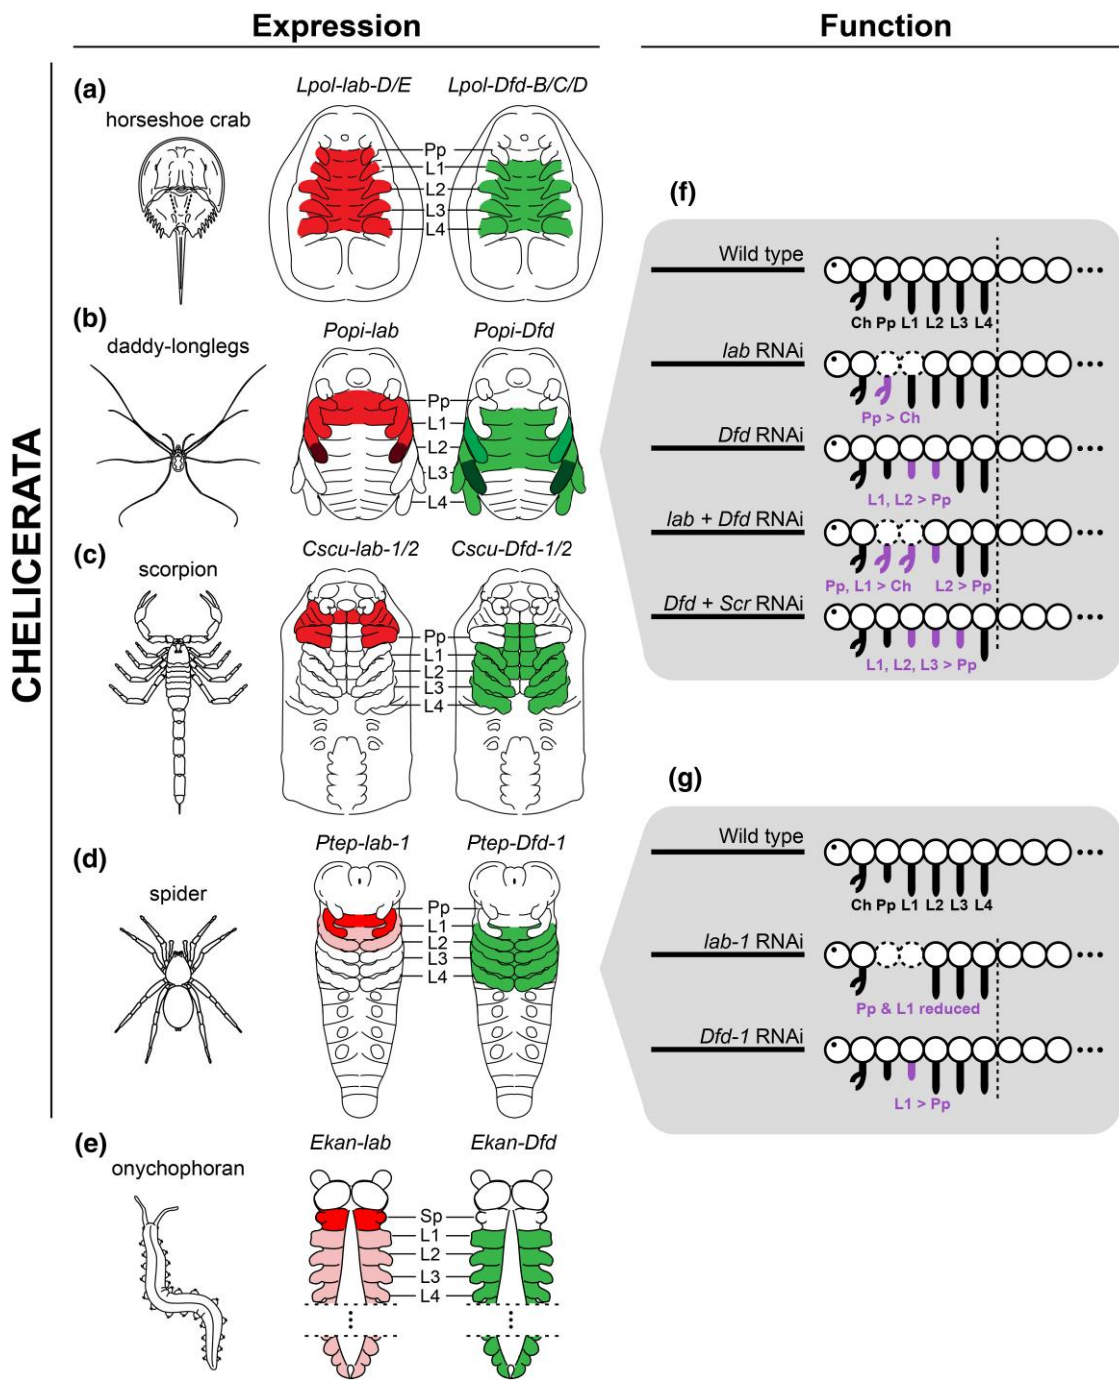 Expression
Function
CHELICERATA
(a)
horseshoe crab
Lpol-lab-D/E
Lpol-Dfd-B/C/D
Pp
L1
L2
L3
L4
(b)
daddy-longlegs
Popi-lab
Popi-Dfd
Pp
L1
L2
L3
L4
(c)
scorpion
Cscu-lab-1/2
Cscu-Dfd-1/2
Pp
L1
L2
L3
L4
(d)
spider
Ptep-lab-1
Ptep-Dfd-1
Pp
L1
L2
L3
L4
(e)
onychophoran
Ekan-lab
Ekan-Dfd
Sp
L1
L2
L3
L4
(f)
Wild type
Ch Pp L1 L2 L3 L4
lab RNAi
Pp > Ch
Dfd RNAi
L1, L2 > Pp
lab + Dfd RNAi
Pp, L1 > Ch L2 > Pp
Dfd + Scr RNAi
L1, L2, L3 > Pp
(g)
Wild type
Ch Pp L1 L2 L3 L4
lab-1 RNAi
Pp & L1 reduced
Dfd-1 RNAi
L1 > Pp